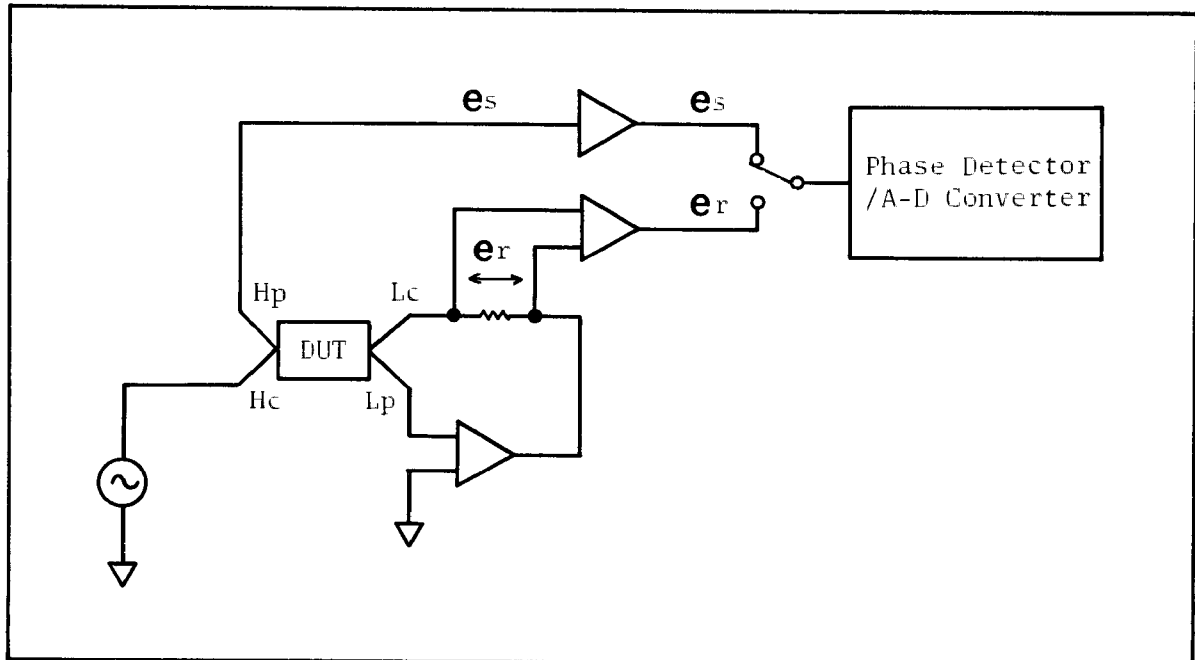 es
es
Phase Detector
/A-D Converter
er
er
Hp
Lc
DUT
Hc
Lp